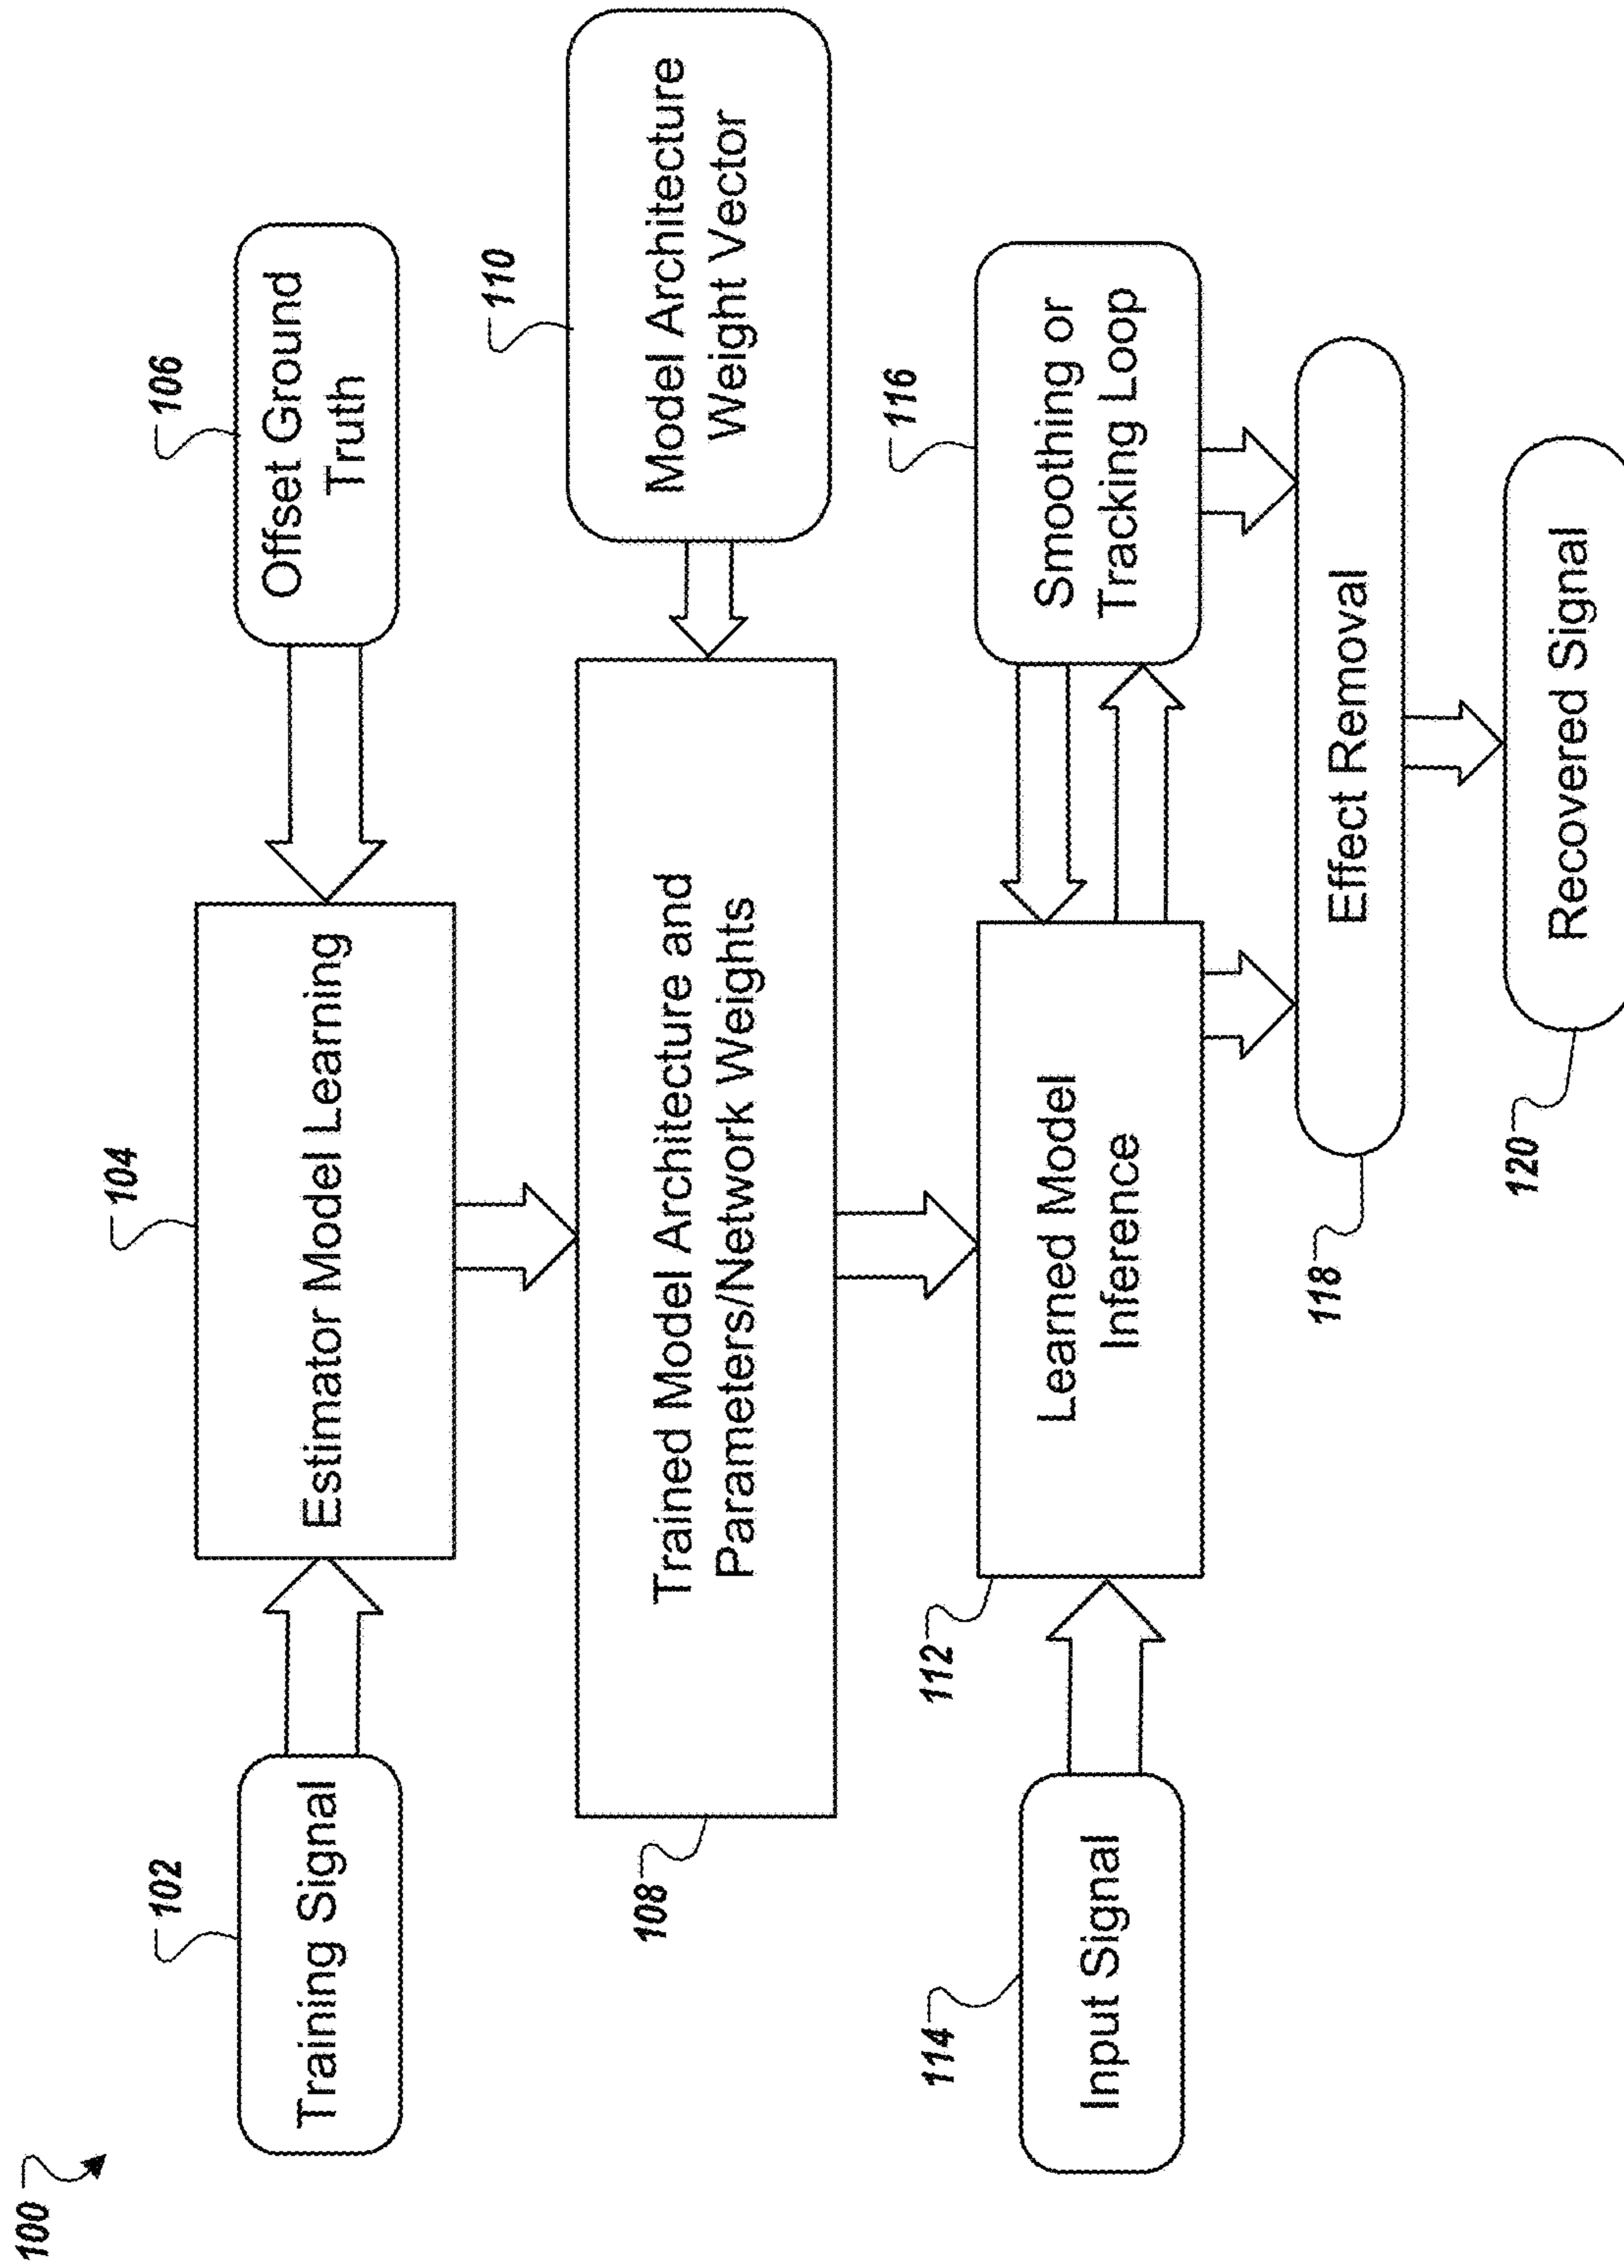 100
102
Training Signal
104
Estimator Model Learning
106
Offset Ground
Truth
108
Trained Model Architecture and
Parameters/Network Weights
110
Model Architecture
Weight Vector
114
Input Signal
112
Learned Model
Inference
116
Smoothing or
Tracking Loop
118
Effect Removal
120
Recovered Signal